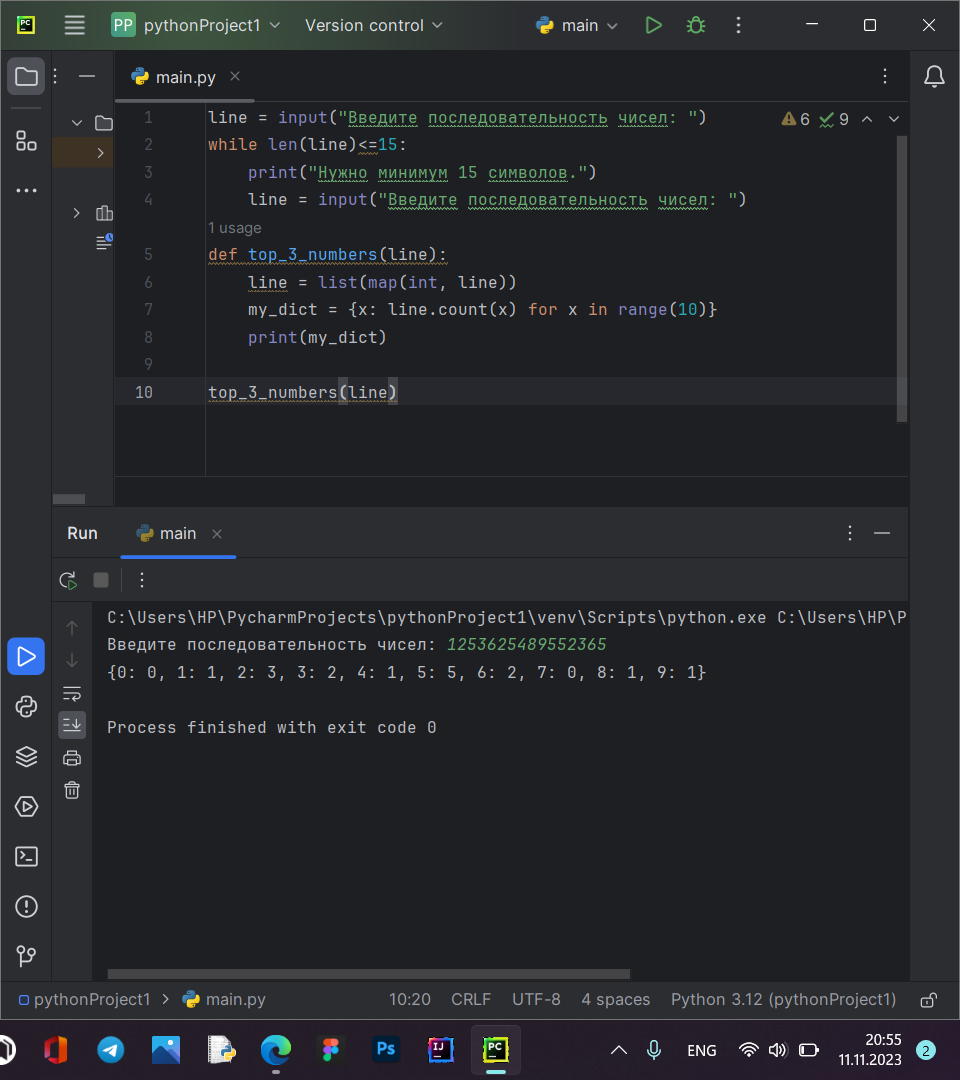 PC
PP pythonProject1 Version control main
main.py
1 line = input("Введите последовательность чисел: ") 6 9
2 while len(line)<=15:
3 print("Нужно минимум 15 символов.")
4 line = input("Введите последовательность чисел: ")
1 usage
5 def top_3_numbers(line):
6 line = list(map(int, line))
7 my_dict = {x: line.count(x) for x in range(10)}
8 print(my_dict)
9
10 top_3_numbers(line)
Run main
C:\Users\HP\PycharmProjects\pythonProject1\venv\Scripts\python.exe C:\Users\HP\P
Введите последовательность чисел: 1253625489552365
{0: 0, 1: 1, 2: 3, 3: 2, 4: 1, 5: 5, 6: 2, 7: 0, 8: 1, 9: 1}
Process finished with exit code 0
pythonProject1 main.py 10:20 CRLF UTF-8 4 spaces Python 3.12 (pythonProject1)
Ps IJ PC ENG 20:55 2
11.11.2023